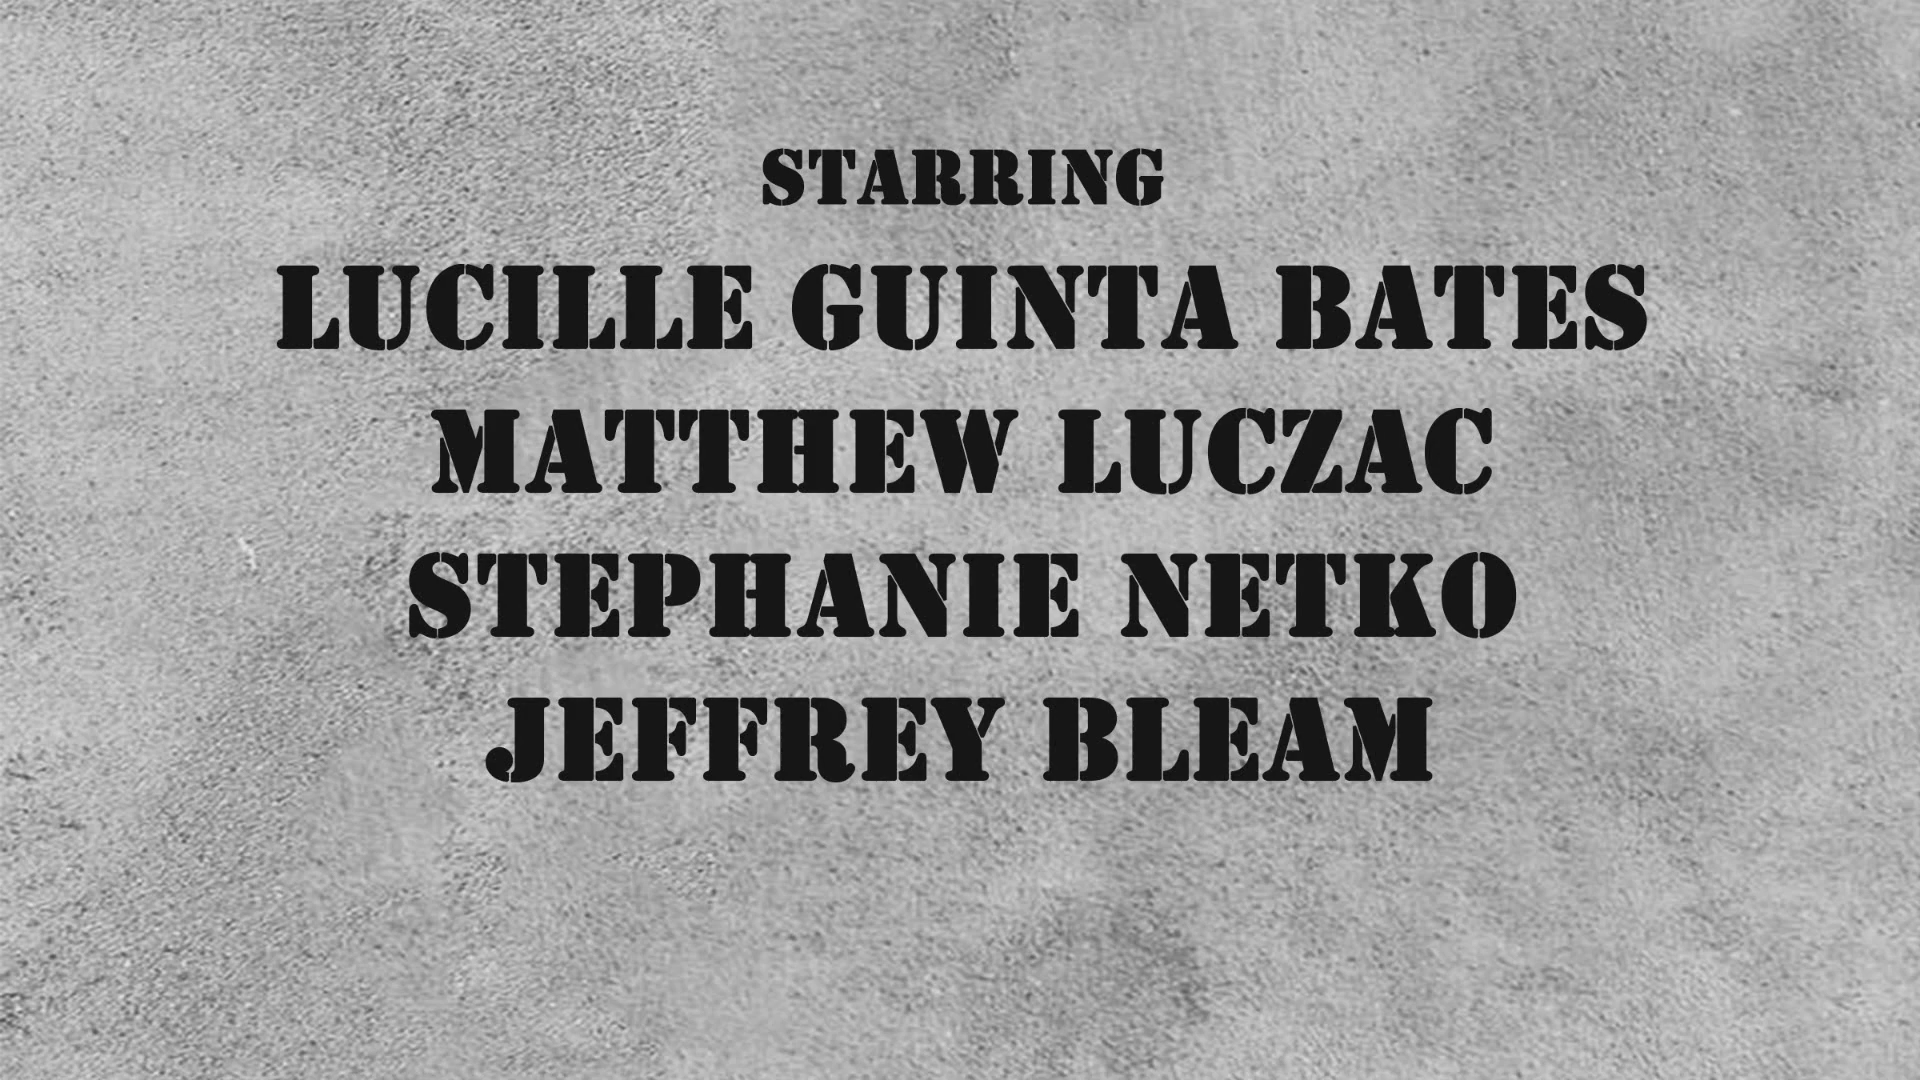 STARRING
LUCILLE GUINTA BATES
MATTHEW LUCZAC
STEPHANIE NETKO
JEFFREY BLEAM